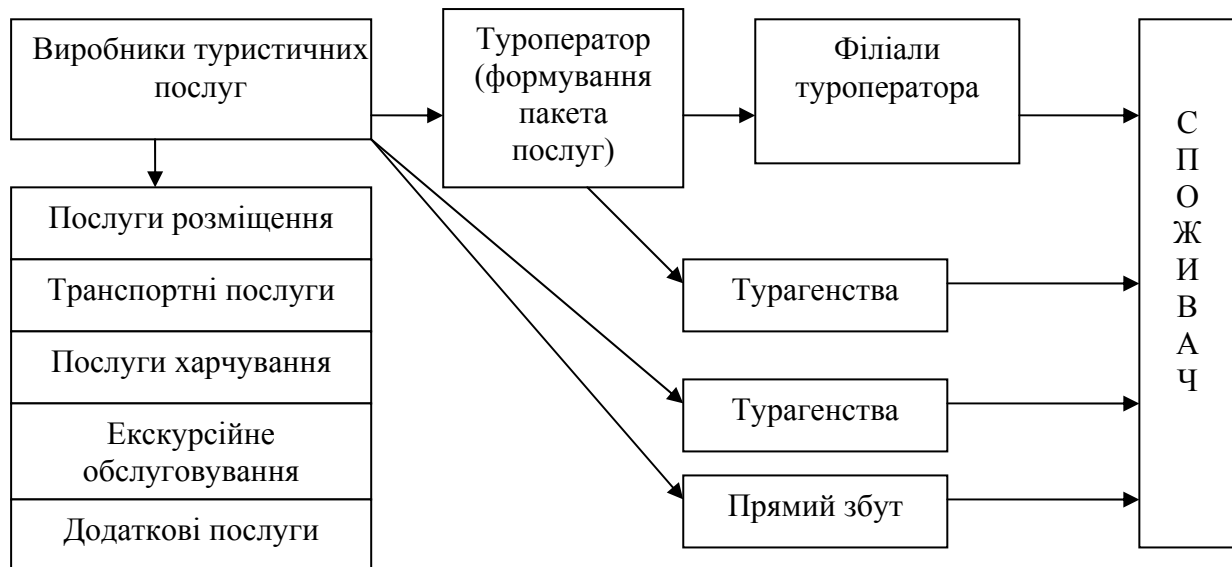 Виробники туристичних
послуг
Туроператор
(формування
пакета
послуг)
Філіали
туроператора
С
П
О
Ж
И
В
А
Ч
Послуги розміщення
Транспортні послуги
Послуги харчування
Екскурсійне
обслуговування
Додаткові послуги
Турагенства
Турагенства
Прямий збут